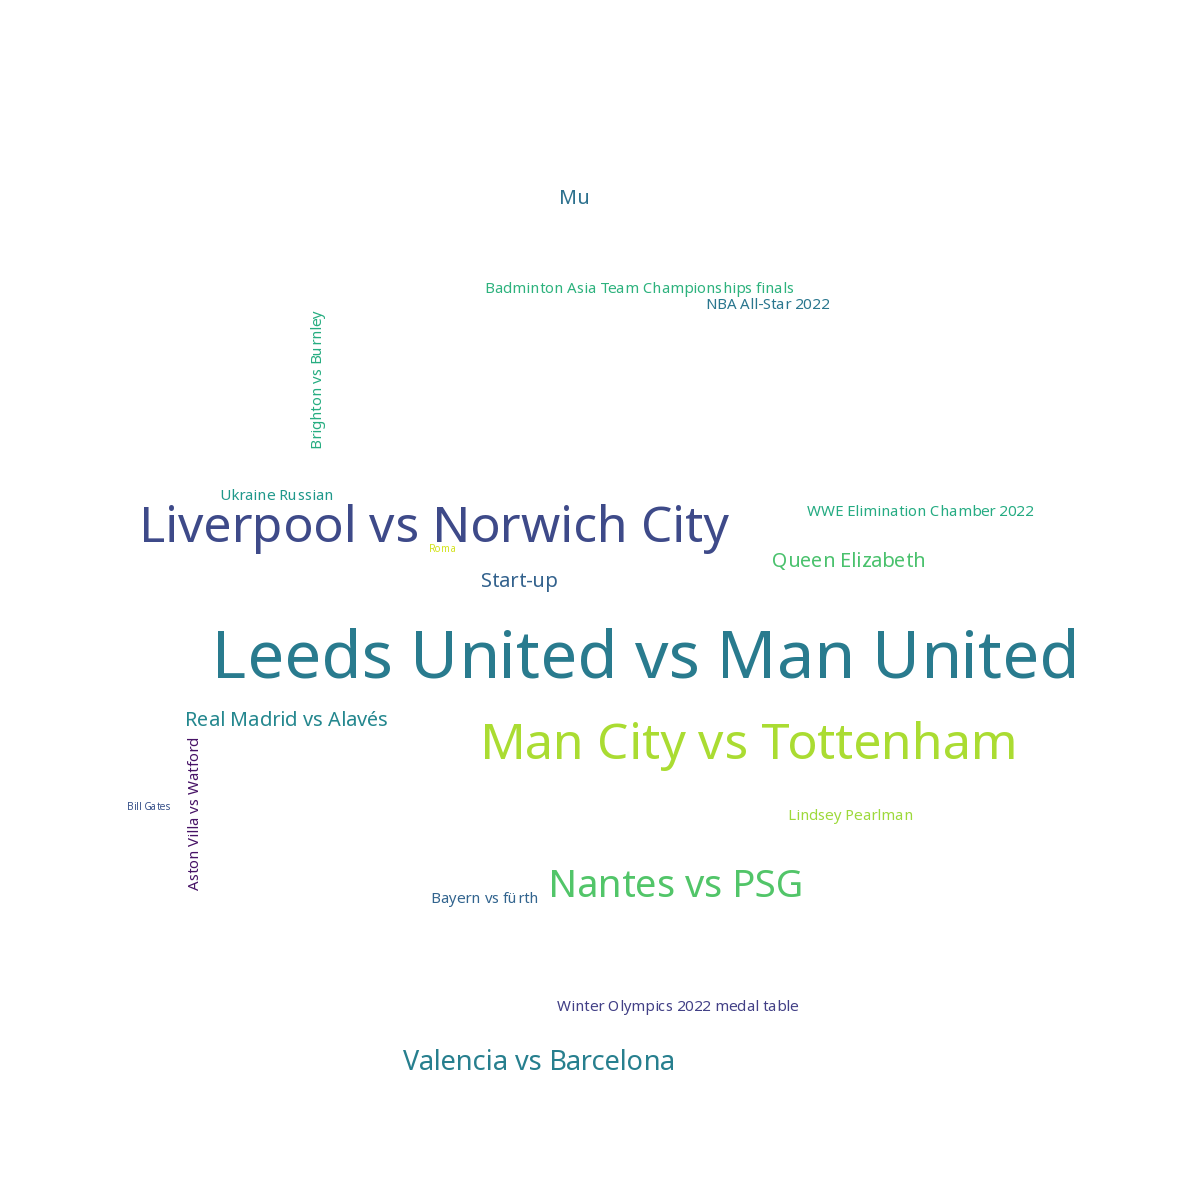 Mu
Badminton Asia Team Championships finals
NBA All-Star 2022
Brighton vs Burnley
Ukraine Russian
Liverpool vs Norwich City
WWE Elimination Chamber 2022
Roma
Queen Elizabeth
Start-up
Leeds United vs Man United
Real Madrid vs Alavés
Man City vs Tottenham
Aston Villa vs Watford
Bill Gates
Lindsey Pearlman
Nantes vs PSG
Bayern vs fürth
Winter Olympics 2022 medal table
Valencia vs Barcelona